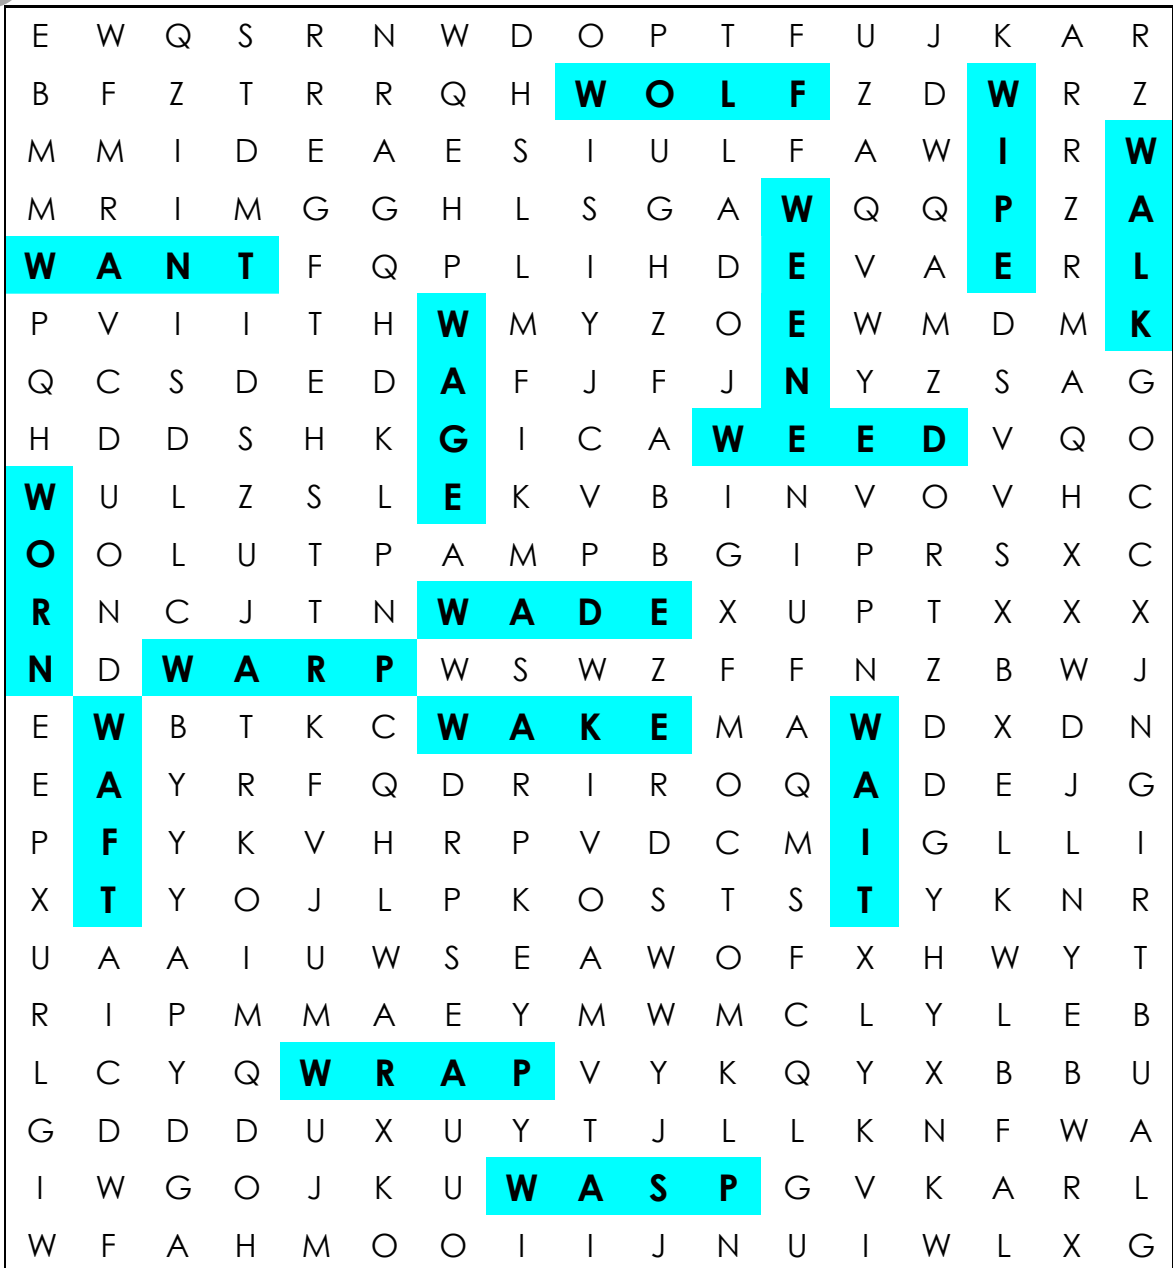 E W Q S R N W D O P T F U J K A R
B F Z T R R Q H W O L F Z D W R Z
M M I D E A E S I U L F A W I R W
M R I M G G H L S G A W Q Q P Z A
W A N T F Q P L I H D E V A E R L
P V I I T H W M Y Z O E W M D M K
Q C S D E D A F J F J N Y Z S A G
H D D S H K G I C A W E E D V Q O
W U L Z S L E K V B I N V O V H C
O O L U T P A M P B G I P R S X C
R N C J T N W A D E X U P T X X X
N D W A R P W S W Z F F N Z B W J
E W B T K C W A K E M A W D X D N
E A Y R F Q D R I R O Q A D E J G
P F Y K V H R P V D C M I G L L I
X T Y O J L P K O S T S T Y K N R
U A A I U W S E A W O F X H W Y T
R I P M M A E Y M W M C L Y L E B
L C Y Q W R A P V Y K Q Y X B B U
G D D D U X U Y T J L L K N F W A
I W G O J K U W A S P G V K A R L
W F A H M O O I I J N U I W L X G